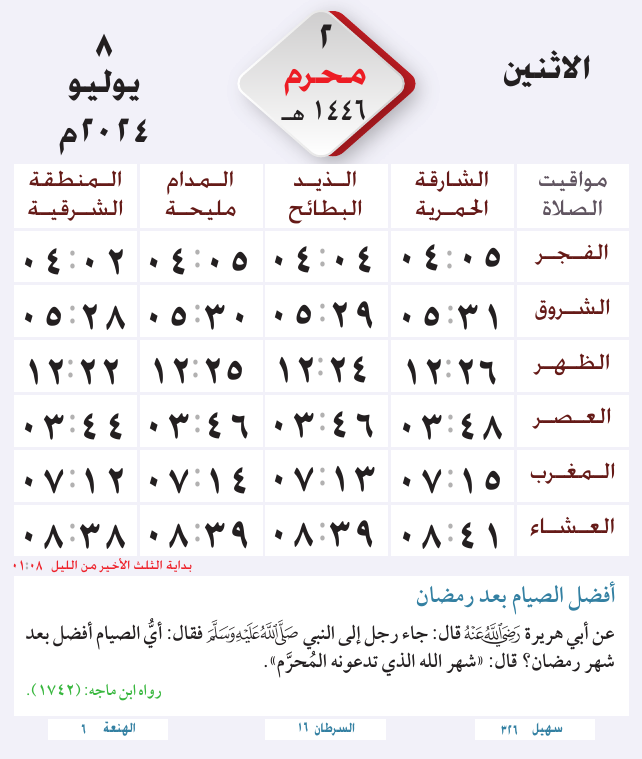 الاثنين
٢
محرم
١٤٤٦ هـ
٨
يوليو
٢٠٢٤م
مواقيت الصلاة | الشارقة الحمرية | الذيد البطائح | المدام مليحة | المنطقة الشرقية
الفجر ٠٤:٠٥ ٠٤:٠٤ ٠٤:٠٥ ٠٤:٠٢
الشروق ٠٥:٣١ ٠٥:٢٩ ٠٥:٣٠ ٠٥:٢٨
الظهر ١٢:٢٦ ١٢:٢٤ ١٢:٢٥ ١٢:٢٢
العصر ٠٣:٤٨ ٠٣:٤٦ ٠٣:٤٦ ٠٣:٤٤
المغرب ٠٧:١٥ ٠٧:١٣ ٠٧:١٤ ٠٧:١٢
العشاء ٠٨:٤١ ٠٨:٣٩ ٠٨:٣٩ ٠٨:٣٨
بداية الثلث الأخير من الليل ٠١:٠٨
أفضل الصيام بعد رمضان
عن أبي هريرة رَضِيَ اللَّهُ عَنْهُ قال: جاء رجل إلى النبي صَلَّى اللَّهُ عَلَيْهِ وَسَلَّمَ فقال: أيُّ الصيام أفضل بعد
شهر رمضان؟ قال: «شهر الله الذي تدعونه المُحرَّم».
رواه ابن ماجه: (١٧٤٢).
سهيل ٣٢٦
السرطان ١٦
الهنعة ٦